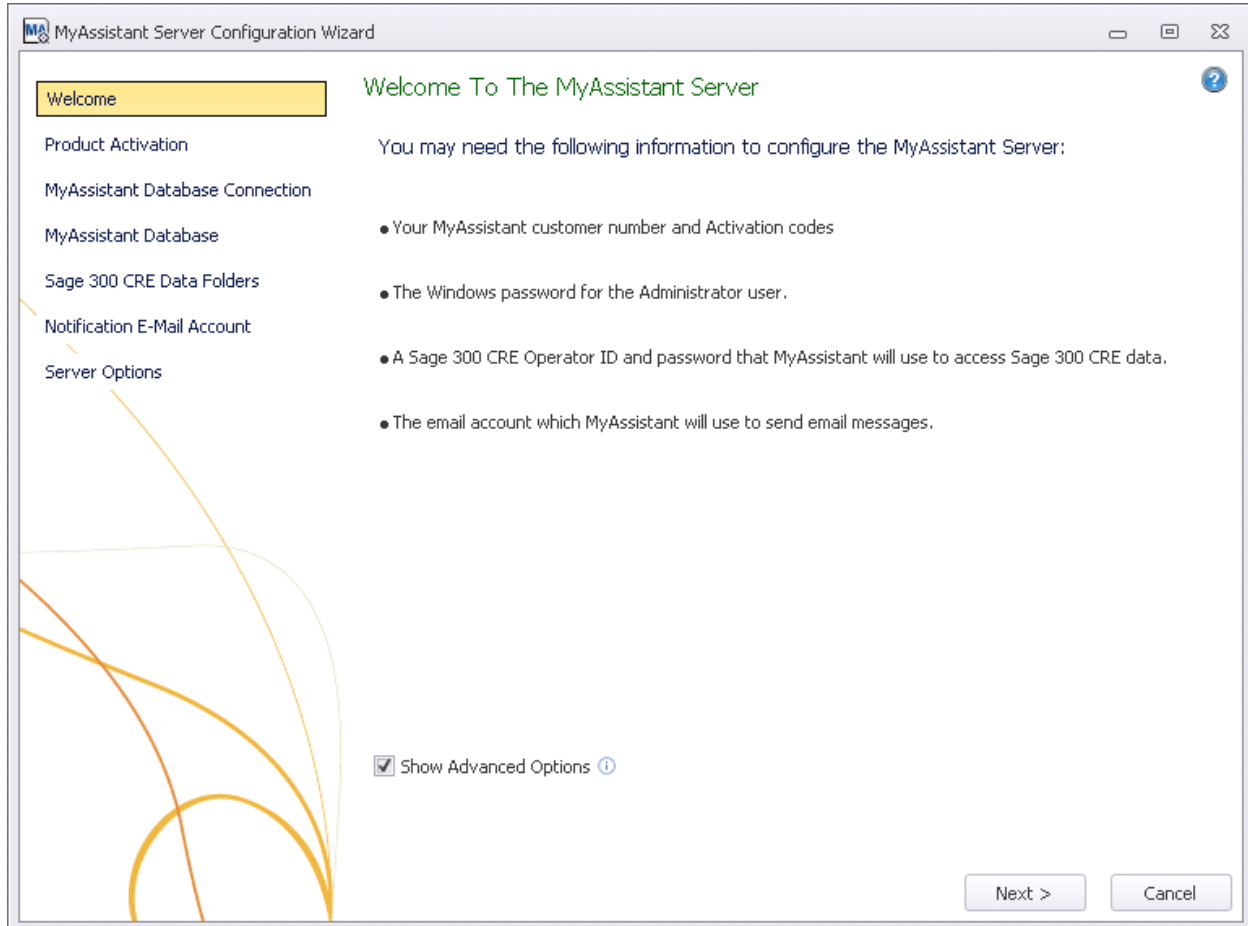 MA MyAssistant Server Configuration Wizard
Welcome
Product Activation
MyAssistant Database Connection
MyAssistant Database
Sage 300 CRE Data Folders
Notification E-Mail Account
Server Options
Welcome To The MyAssistant Server
?
You may need the following information to configure the MyAssistant Server:
• Your MyAssistant customer number and Activation codes
• The Windows password for the Administrator user.
• A Sage 300 CRE Operator ID and password that MyAssistant will use to access Sage 300 CRE data.
• The email account which MyAssistant will use to send email messages.
Show Advanced Options i
Next >
Cancel